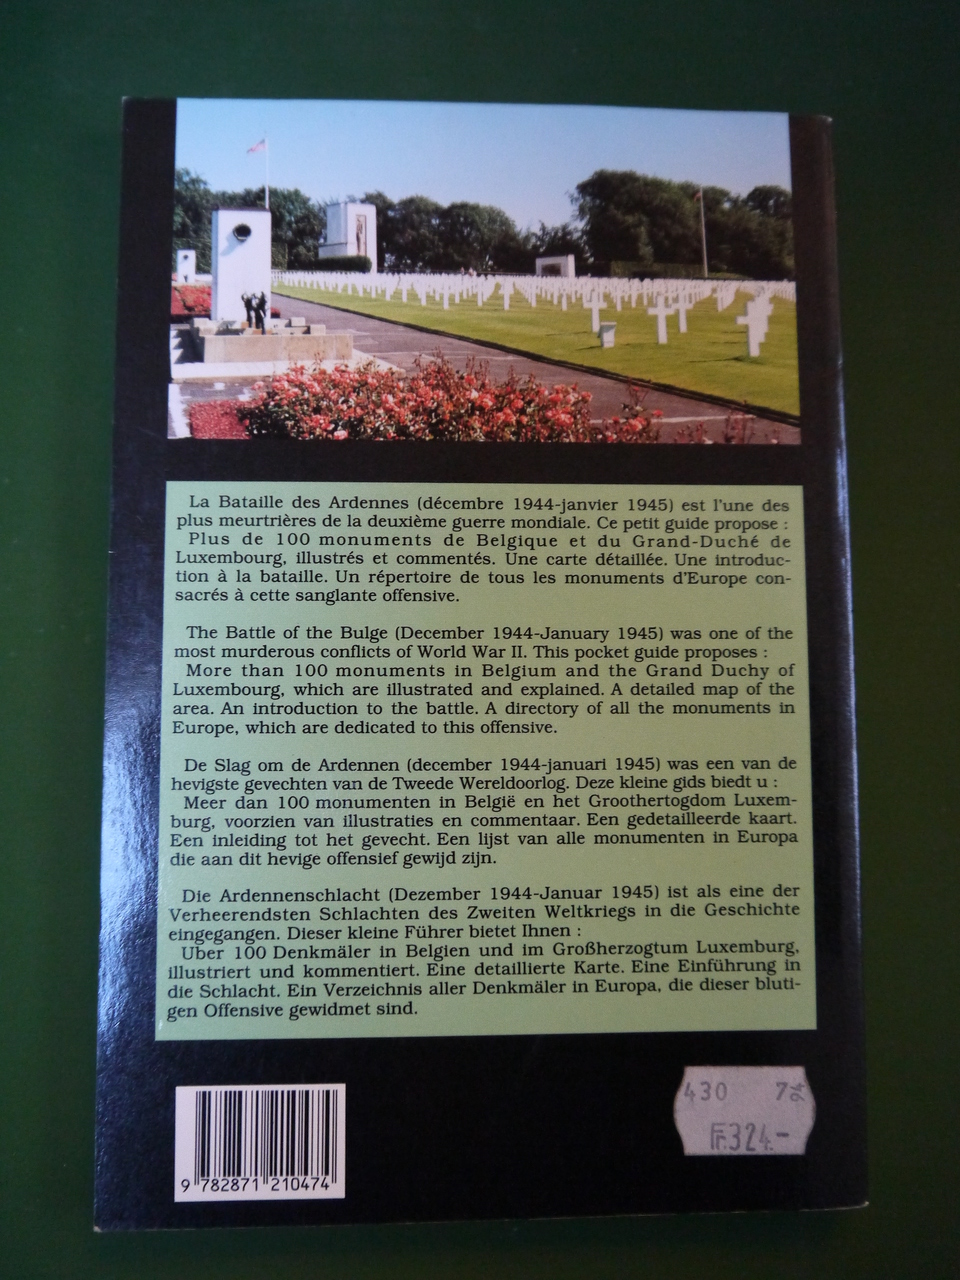 La Bataille des Ardennes (décembre 1944-janvier 1945) est l'une des
plus meurtrières de la deuxième guerre mondiale. Ce petit guide propose :
Plus de 100 monuments de Belgique et du Grand-Duché de
Luxembourg, illustrés et commentés. Une carte détaillée. Une introduc-
tion à la bataille. Un répertoire de tous les monuments d'Europe con-
sacrés à cette sanglante offensive.
The Battle of the Bulge (December 1944-January 1945) was one of the
most murderous conflicts of World War II. This pocket guide proposes :
More than 100 monuments in Belgium and the Grand Duchy of
Luxembourg, which are illustrated and explained. A detailed map of the
area. An introduction to the battle. A directory of all the monuments in
Europe, which are dedicated to this offensive.
De Slag om de Ardennen (december 1944-januari 1945) was een van de
hevigste gevechten van de Tweede Wereldoorlog. Deze kleine gids biedt u :
Meer dan 100 monumenten in België en het Groothertogdom Luxem-
burg, voorzien van illustraties en commentaar. Een gedetailleerde kaart.
Een inleiding tot het gevecht. Een lijst van alle monumenten in Europa
die aan dit hevige offensief gewijd zijn.
Die Ardennenschlacht (Dezember 1944-Januar 1945) ist als eine der
Verheerendsten Schlachten des Zweiten Weltkriegs in die Geschichte
eingegangen. Dieser kleine Führer bietet Ihnen :
Uber 100 Denkmäler in Belgien und im Großherzogtum Luxemburg,
illustriert und kommentiert. Eine detaillierte Karte. Eine Einführung in
die Schlacht. Ein Verzeichnis aller Denkmäler in Europa, die dieser bluti-
gen Offensive gewidmet sind.
430
Fr.324.-
9 782871 210474